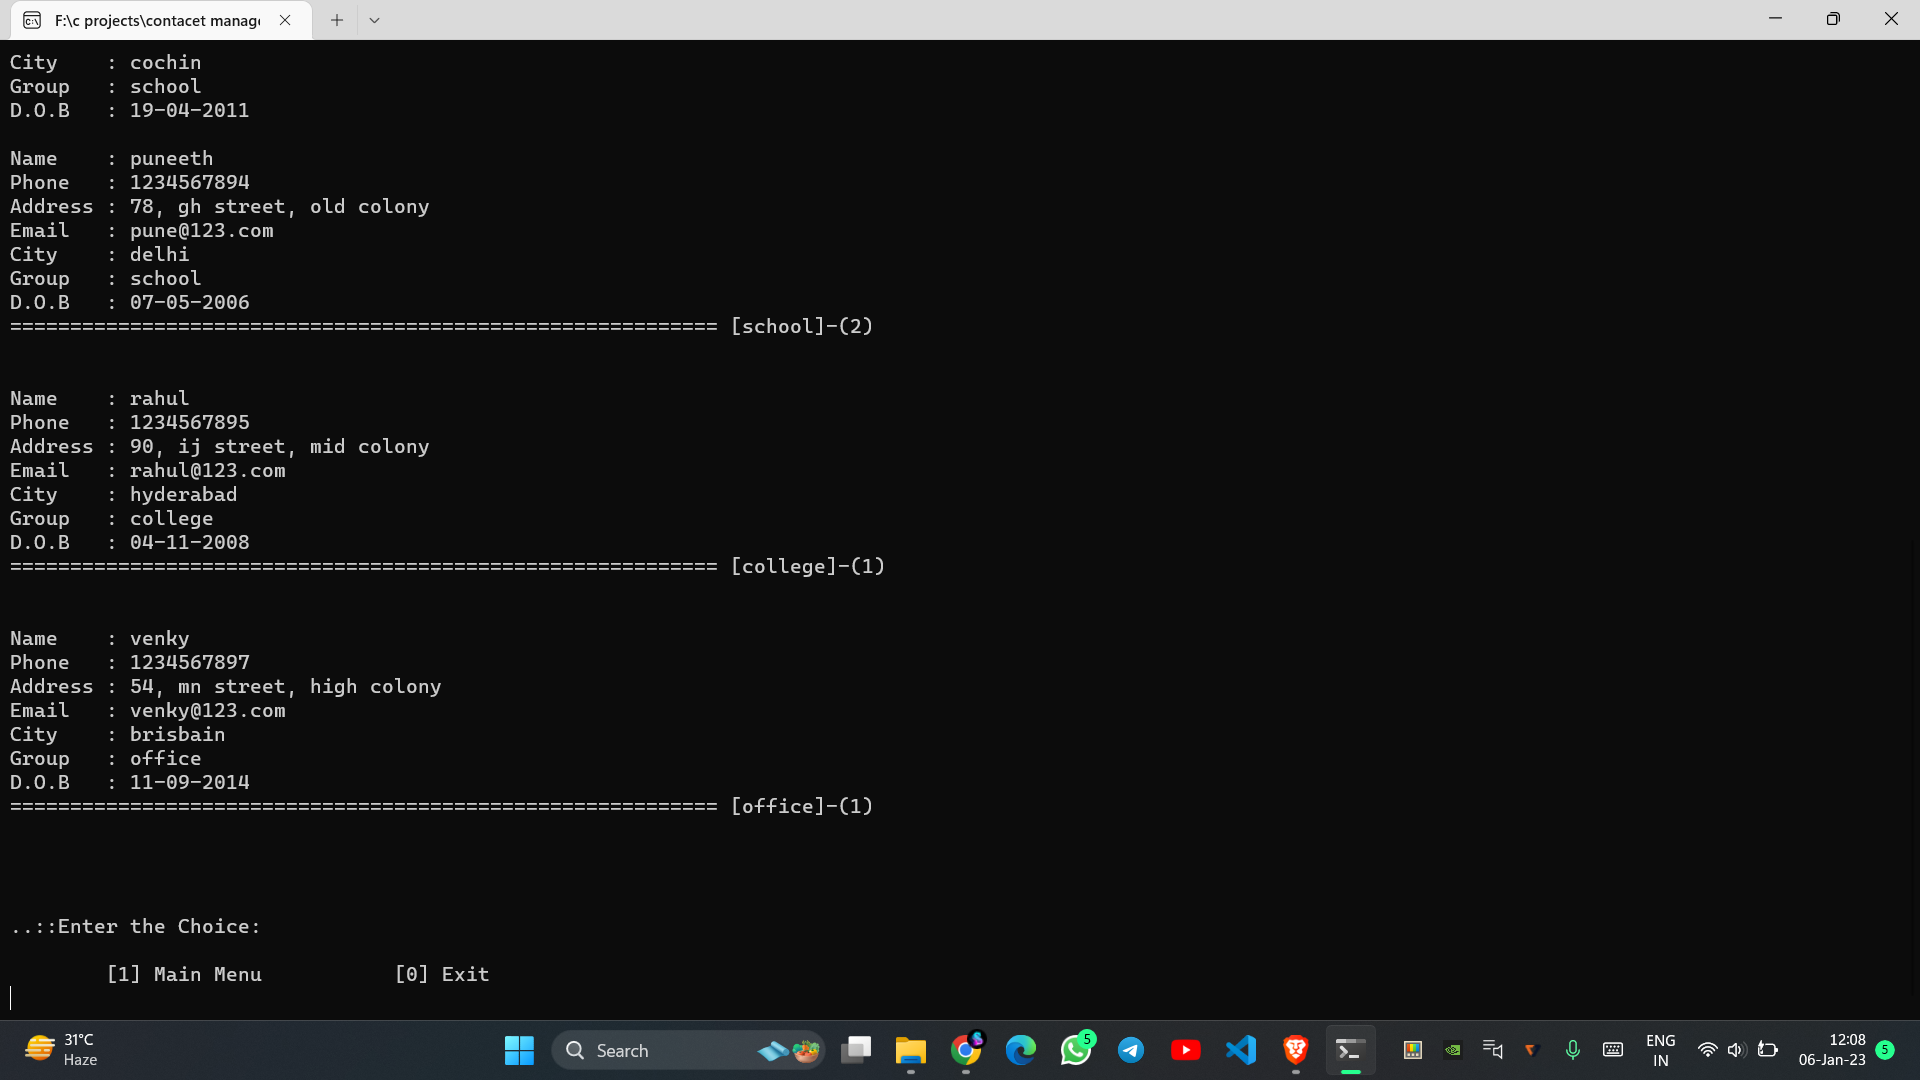 F:\c projects\contacet manage
City    : cochin
Group   : school
D.O.B   : 19-04-2011
Name    : puneeth
Phone   : 1234567894
Address : 78, gh street, old colony
Email   : pune@123.com
City    : delhi
Group   : school
D.O.B   : 07-05-2006
=========================================================== [school]-(2)
Name    : rahul
Phone   : 1234567895
Address : 90, ij street, mid colony
Email   : rahul@123.com
City    : hyderabad
Group   : college
D.O.B   : 04-11-2008
=========================================================== [college]-(1)
Name    : venky
Phone   : 1234567897
Address : 54, mn street, high colony
Email   : venky@123.com
City    : brisbain
Group   : office
D.O.B   : 11-09-2014
=========================================================== [office]-(1)
..::Enter the Choice:
[1] Main Menu           [0] Exit
31°C
Haze
Search
5
ENG
IN
12:08
06-Jan-23
5